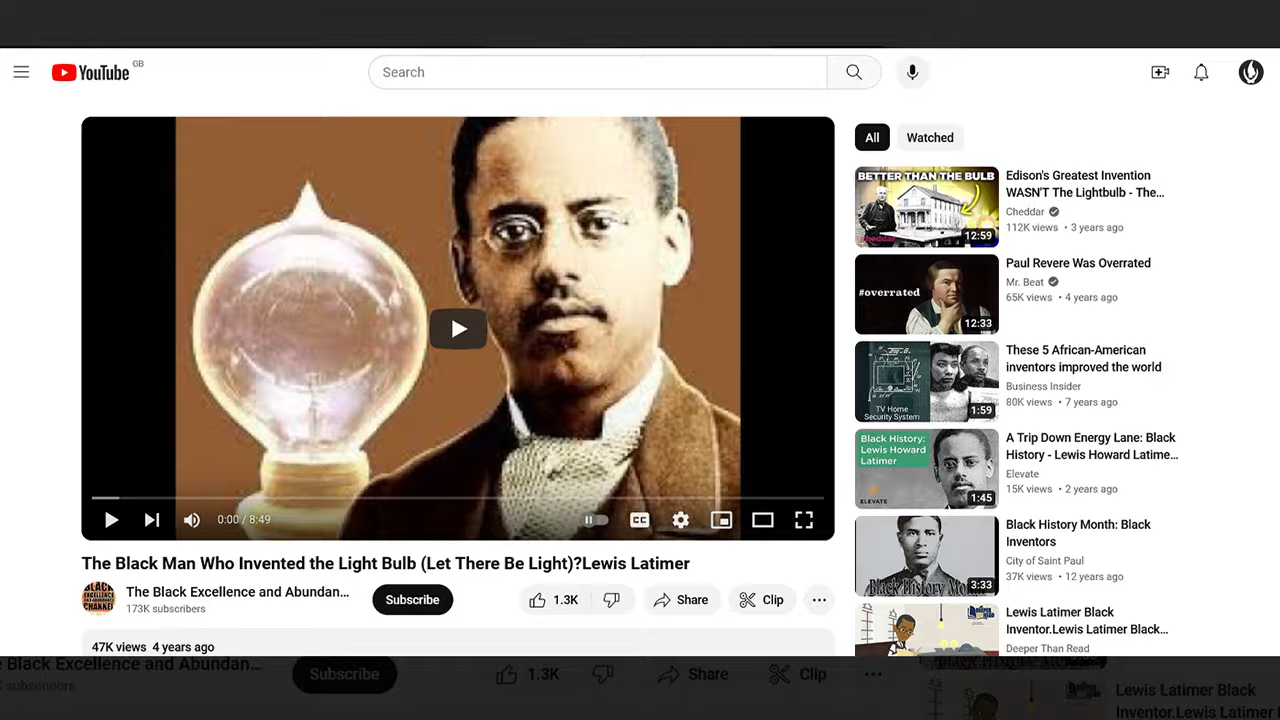 YouTube GB
Search
All
Watched
BETTER THAN THE BULB
cheddar
12:59
Edison's Greatest Invention
WASN'T The Lightbulb - The...
Cheddar
112K views • 3 years ago
#overrated
12:33
Paul Revere Was Overrated
Mr. Beat
65K views • 4 years ago
TV Home
Security System
1:59
These 5 African-American
inventors improved the world
Business Insider
80K views • 7 years ago
Black History:
Lewis Howard
Latimer
ELEVATE
1:45
A Trip Down Energy Lane: Black
History - Lewis Howard Latime...
Elevate
15K views • 2 years ago
Black History Mo
3:33
Black History Month: Black
Inventors
City of Saint Paul
37K views • 12 years ago
Lewis Latimer Black
Inventor.Lewis Latimer Black...
Deeper Than Read
0:00 / 8:49
CC
The Black Man Who Invented the Light Bulb (Let There Be Light)?Lewis Latimer
BLACK
EXCELLENCE
CHANNEL
The Black Excellence and Abundan...
173K subscribers
Subscribe
1.3K
Share
Clip
...
47K views 4 years ago
e Black Excellence and Abundan...
K subscribers
Subscribe
1.3K
Share
Clip
...
Lewis Latimer Black
Inventor.Lewis Latimer